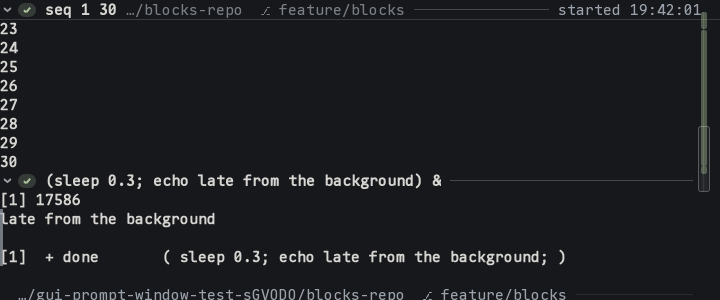 seq 1 30 …/blocks-repo feature/blocks started 19:42:01
23
24
25
26
27
28
29
30
(sleep 0.3; echo late from the background) &
[1] 17586
late from the background
[1]  + done       ( sleep 0.3; echo late from the background; )
…/gui-prompt-window-test-sGVODO/blocks-repo feature/blocks